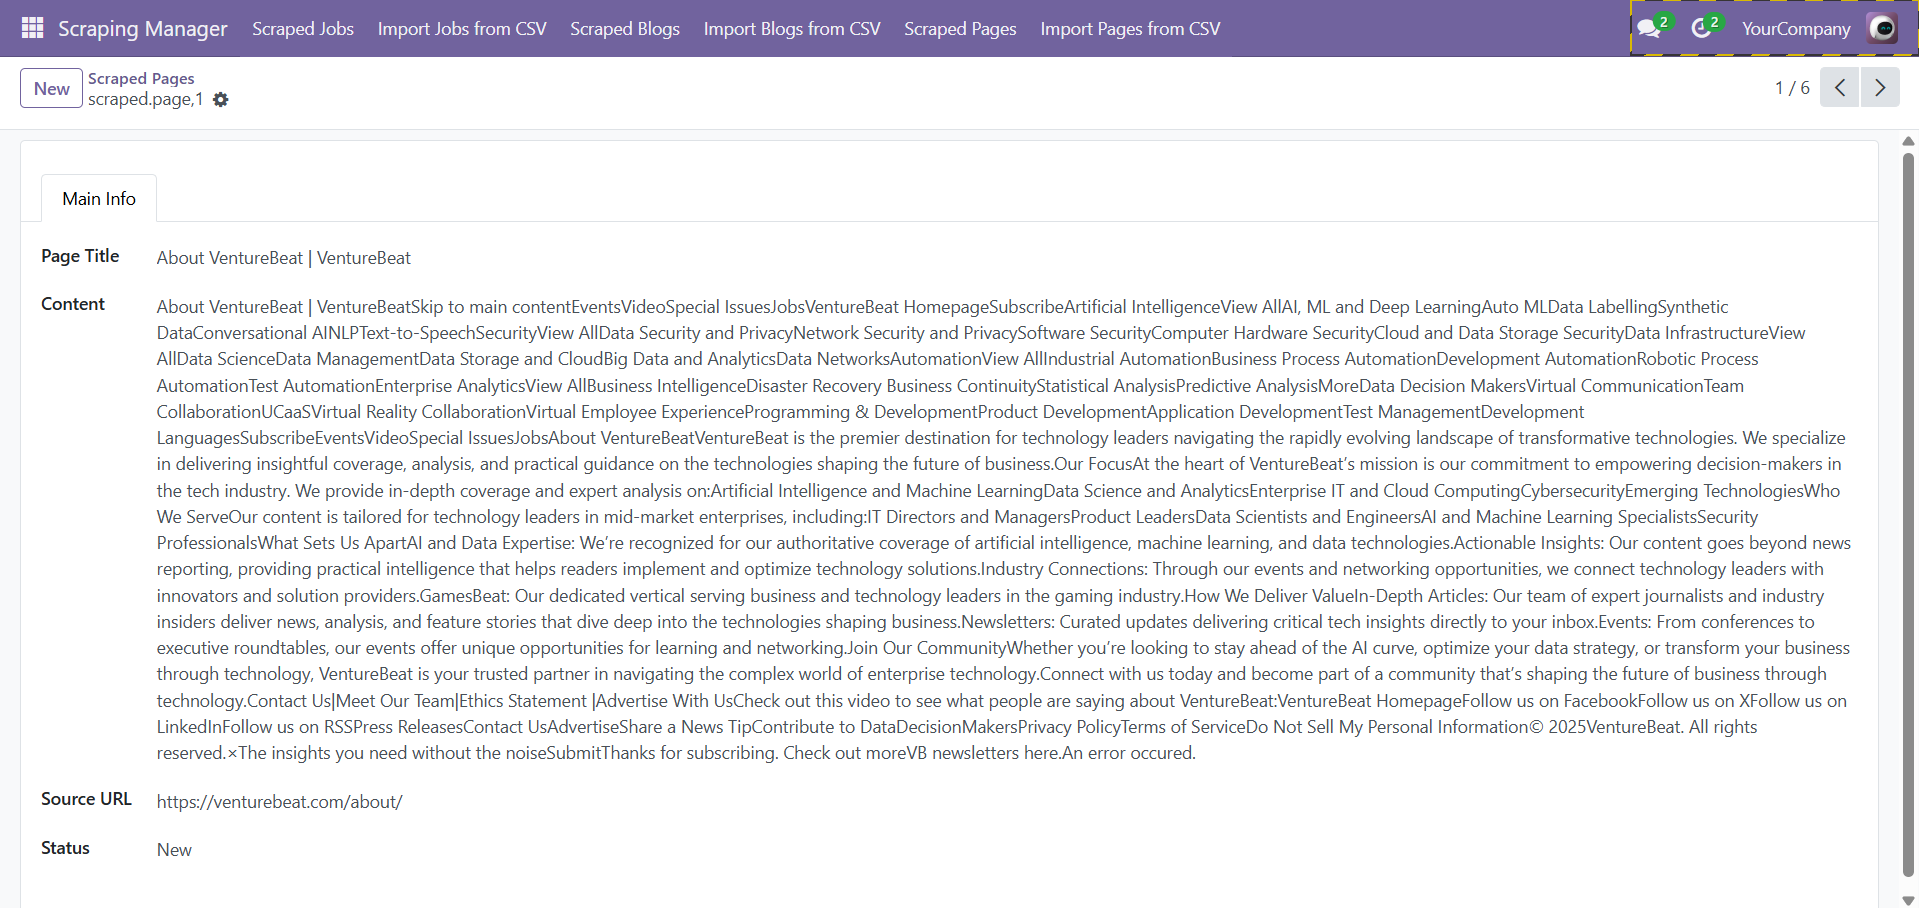 Scraping Manager Scraped Jobs Import Jobs from CSV Scraped Blogs Import Blogs from CSV Scraped Pages Import Pages from CSV 2 2 YourCompany
New
Scraped Pages
scraped.page,1
1 / 6
Main Info
Page Title About VentureBeat | VentureBeat
Content About VentureBeat | VentureBeatSkip to main contentEventsVideoSpecial IssuesJobsVentureBeat HomepageSubscribeArtificial IntelligenceView AllAI, ML and Deep LearningAuto MLData LabellingSynthetic
DataConversational AINLPText-to-SpeechSecurityView AllData Security and PrivacyNetwork Security and PrivacySoftware SecurityComputer Hardware SecurityCloud and Data Storage SecurityData InfrastructureView
AllData ScienceData ManagementData Storage and CloudBig Data and AnalyticsData NetworksAutomationView AllIndustrial AutomationBusiness Process AutomationDevelopment AutomationRobotic Process
AutomationTest AutomationEnterprise AnalyticsView AllBusiness IntelligenceDisaster Recovery Business ContinuityStatistical AnalysisPredictive AnalysisMoreData Decision MakersVirtual CommunicationTeam
CollaborationUCaaSVirtual Reality CollaborationVirtual Employee ExperienceProgramming & DevelopmentProduct DevelopmentApplication DevelopmentTest ManagementDevelopment
LanguagesSubscribeEventsVideoSpecial IssuesJobsAbout VentureBeatVentureBeat is the premier destination for technology leaders navigating the rapidly evolving landscape of transformative technologies. We specialize
in delivering insightful coverage, analysis, and practical guidance on the technologies shaping the future of business.Our FocusAt the heart of VentureBeat’s mission is our commitment to empowering decision-makers in
the tech industry. We provide in-depth coverage and expert analysis on:Artificial Intelligence and Machine LearningData Science and AnalyticsEnterprise IT and Cloud ComputingCybersecurityEmerging TechnologiesWho
We ServeOur content is tailored for technology leaders in mid-market enterprises, including:IT Directors and ManagersProduct LeadersData Scientists and EngineersAI and Machine Learning SpecialistsSecurity
ProfessionalsWhat Sets Us ApartAI and Data Expertise: We’re recognized for our authoritative coverage of artificial intelligence, machine learning, and data technologies.Actionable Insights: Our content goes beyond news
reporting, providing practical intelligence that helps readers implement and optimize technology solutions.Industry Connections: Through our events and networking opportunities, we connect technology leaders with
innovators and solution providers.GamesBeat: Our dedicated vertical serving business and technology leaders in the gaming industry.How We Deliver ValueIn-Depth Articles: Our team of expert journalists and industry
insiders deliver news, analysis, and feature stories that dive deep into the technologies shaping business.Newsletters: Curated updates delivering critical tech insights directly to your inbox.Events: From conferences to
executive roundtables, our events offer unique opportunities for learning and networking.Join Our CommunityWhether you’re looking to stay ahead of the AI curve, optimize your data strategy, or transform your business
through technology, VentureBeat is your trusted partner in navigating the complex world of enterprise technology.Connect with us today and become part of a community that’s shaping the future of business through
technology.Contact Us|Meet Our Team|Ethics Statement |Advertise With UsCheck out this video to see what people are saying about VentureBeat:VentureBeat HomepageFollow us on FacebookFollow us on XFollow us on
LinkedInFollow us on RSSPress ReleasesContact UsAdvertiseShare a News TipContribute to DataDecisionMakersPrivacy PolicyTerms of ServiceDo Not Sell My Personal Information© 2025VentureBeat. All rights
reserved.×The insights you need without the noiseSubmitThanks for subscribing. Check out moreVB newsletters here.An error occured.
Source URL https://venturebeat.com/about/
Status New